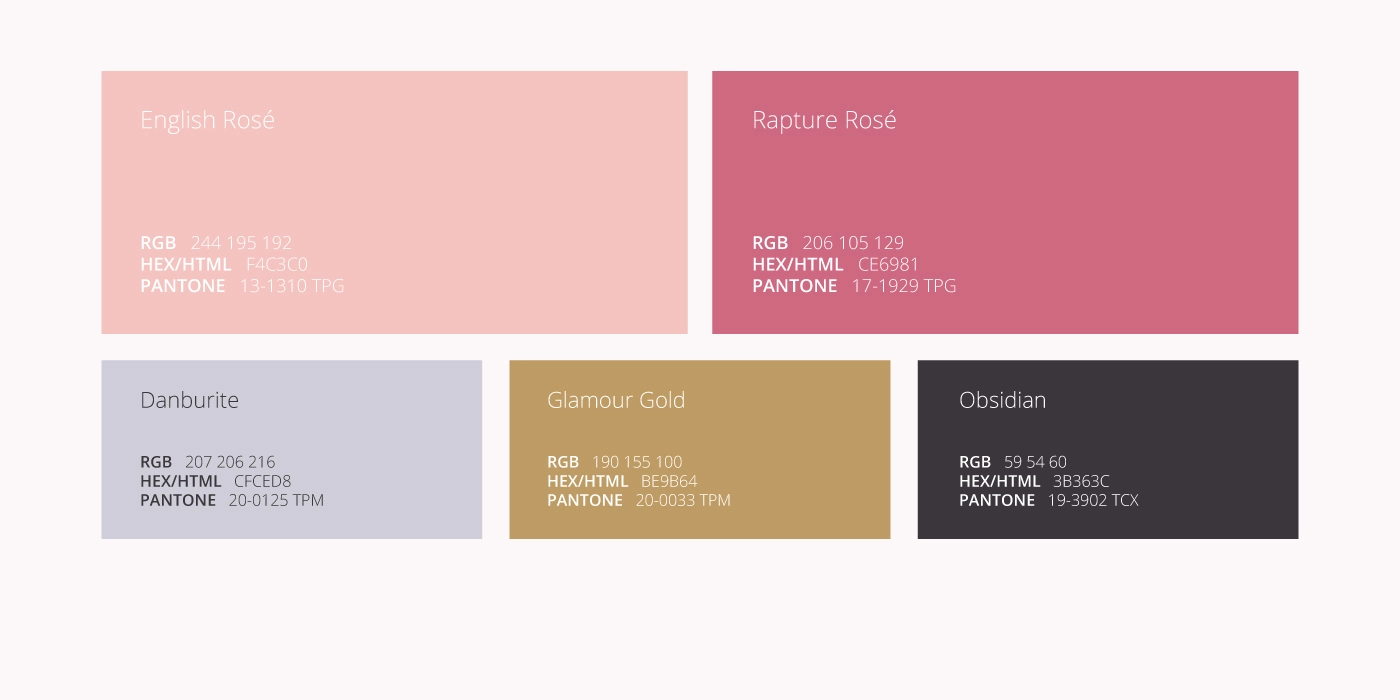 English Rosé
RGB 244 195 192
HEX/HTML F4C3C0
PANTONE 13-1310 TPG
Rapture Rosé
RGB 206 105 129
HEX/HTML CE6981
PANTONE 17-1929 TPG
Danburite
RGB 207 206 216
HEX/HTML CFCED8
PANTONE 20-0125 TPM
Glamour Gold
RGB 190 155 100
HEX/HTML BE9B64
PANTONE 20-0033 TPM
Obsidian
RGB 59 54 60
HEX/HTML 3B363C
PANTONE 19-3902 TCX